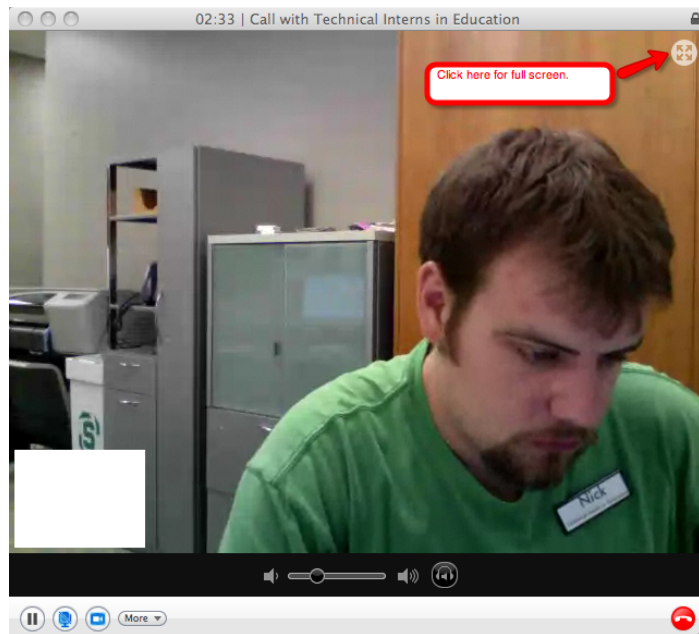 02:33 | Call with Technical Interns in Education
Click here for full screen.
Nick
More